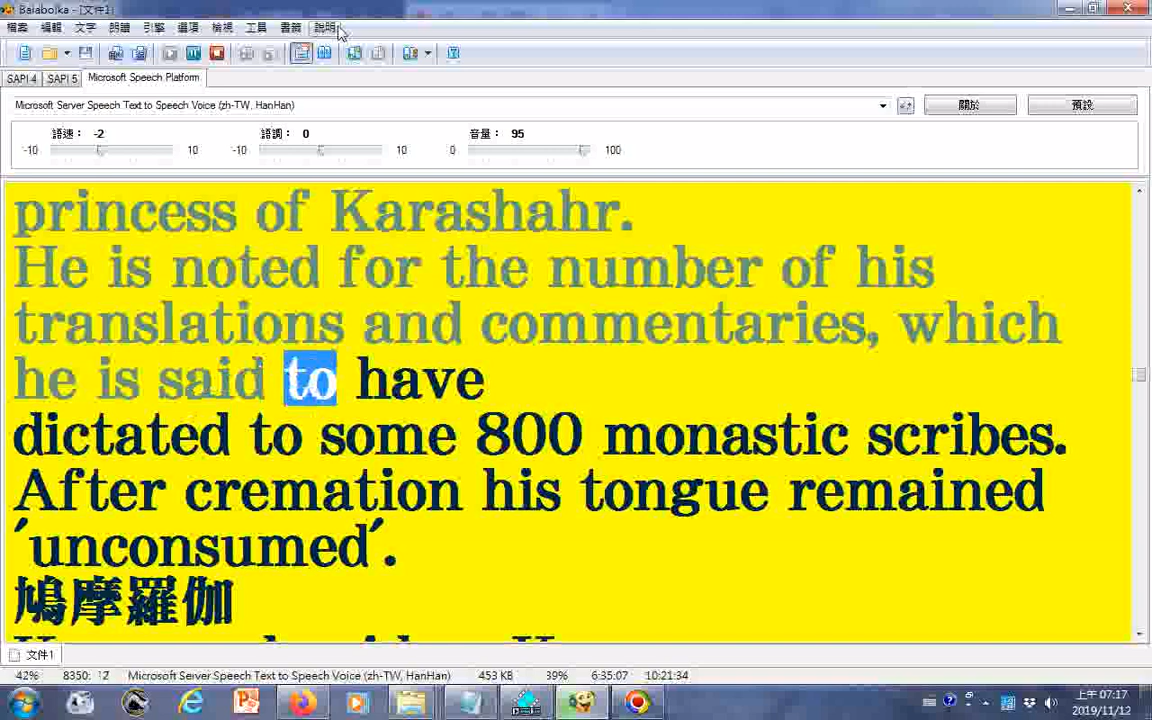 Balabolka - [文件1]
檔案 編輯 文字 朗讀 引擎 選項 檢視 工具 書籤 說明
SAPI 4 SAPI 5 Microsoft Speech Platform
Microsoft Server Speech Text to Speech Voice (zh-TW, HanHan) 關於 預設
語速： -2 語調： 0 音量： 95
-10 10 -10 10 0 100
princess of Karashahr.
He is noted for the number of his
translations and commentaries, which
he is said to have
dictated to some 800 monastic scribes.
After cremation his tongue remained
'unconsumed'.
鳩摩羅伽
文件1
42% 8350: 12 Microsoft Server Speech Text to Speech Voice (zh-TW, HanHan) 453 KB 39% 6:35:07 10:21:34
上午 07:17
2019/11/12